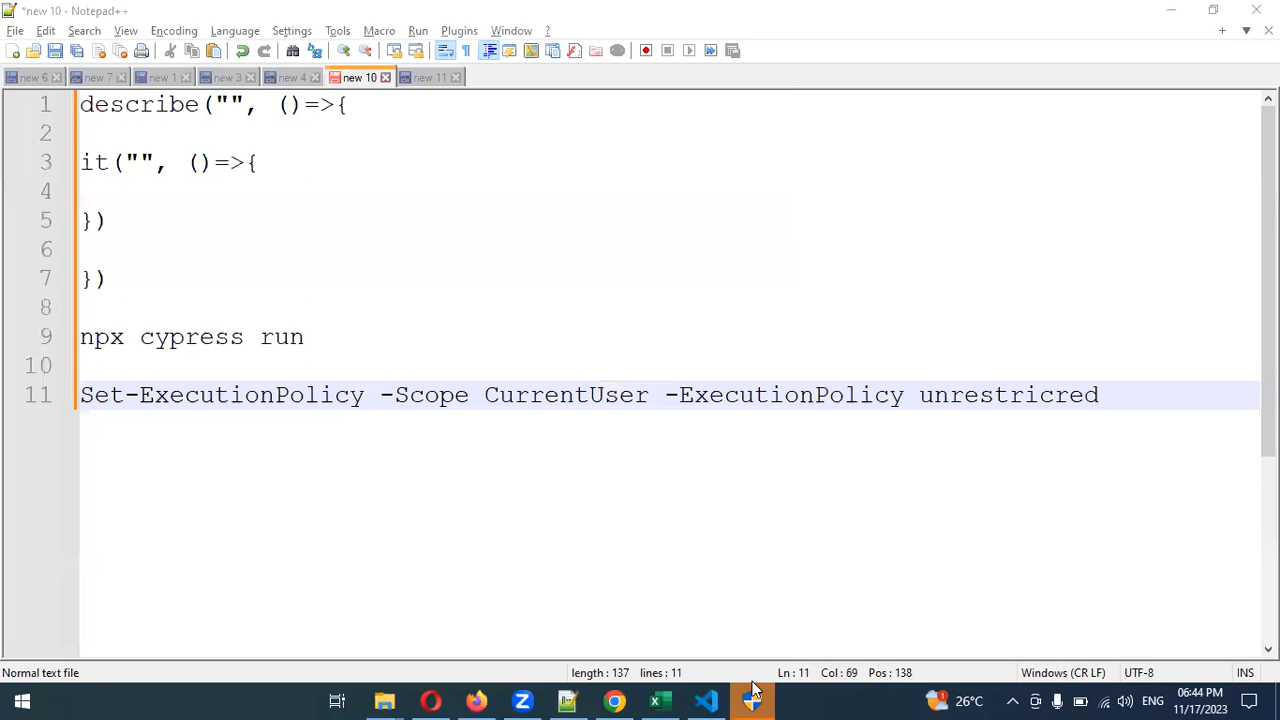 *new 10 - Notepad++
File Edit Search View Encoding Language Settings Tools Macro Run Plugins Window ?
new 6 new 7 new 1 new 3 new 4 new 10 new 11
1 describe("", ()=>{
2
3 it("", ()=>{
4
5 })
6
7 })
8
9 npx cypress run
10
11 Set-ExecutionPolicy -Scope CurrentUser -ExecutionPolicy unrestricred
Normal text file length : 137 lines : 11 Ln : 11 Col : 69 Pos : 138 Windows (CR LF) UTF-8 INS
26°C ENG 06:44 PM
11/17/2023